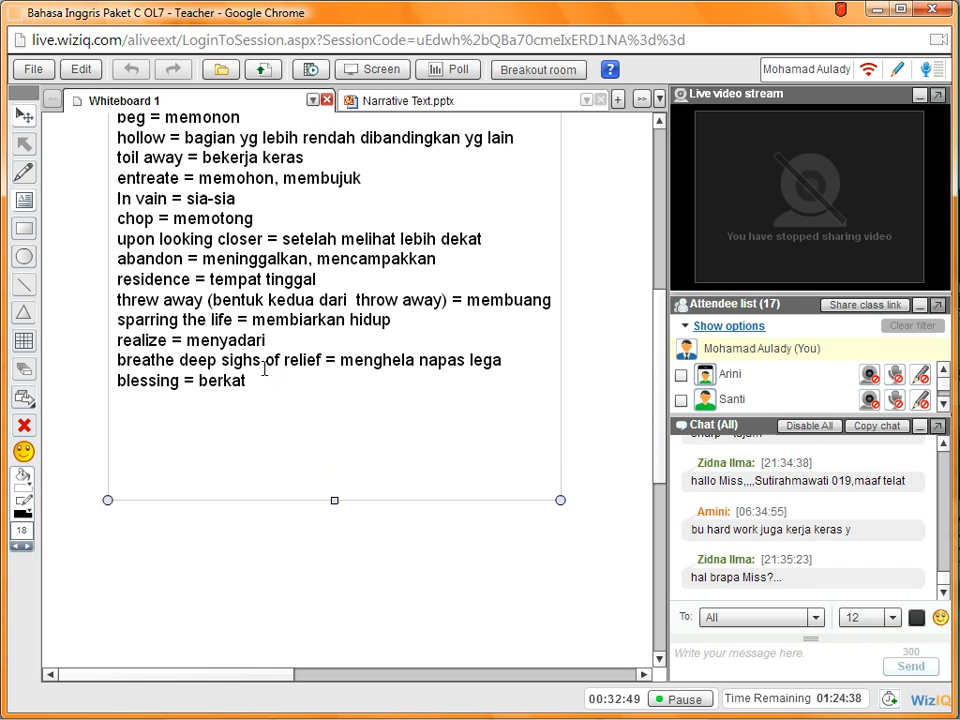 Bahasa Inggris Paket C OL7 - Teacher - Google Chrome
live.wiziq.com/aliveext/LoginToSession.aspx?SessionCode=uEdwh%2bQBa70cmeIxERD1NA%3d%3d
File Edit Screen Poll Breakout room ? Mohamad Aulady
Whiteboard 1 Narrative Text.pptx
beg = memohon
hollow = bagian yg lebih rendah dibandingkan yg lain
toil away = bekerja keras
entreate = memohon, membujuk
In vain = sia-sia
chop = memotong
upon looking closer = setelah melihat lebih dekat
abandon = meninggalkan, mencampakkan
residence = tempat tinggal
threw away (bentuk kedua dari throw away) = membuang
sparring the life = membiarkan hidup
realize = menyadari
breathe deep sighs of relief = menghela napas lega
blessing = berkat
18
Live video stream
You have stopped sharing video
Attendee list (17) Share class link
Show options Clear filter
Mohamad Aulady (You)
Arini
Santi
Chat (All) Disable All Copy chat
Zidna Ilma: [21:34:38]
hallo Miss,,,,Sutirahmawati 019,maaf telat
Amini: [06:34:55]
bu hard work juga kerja keras y
Zidna Ilma: [21:35:23]
hal brapa Miss?...
To: All 12
Write your message here.
300
Send
00:32:49 Pause Time Remaining 01:24:38 WizIQ